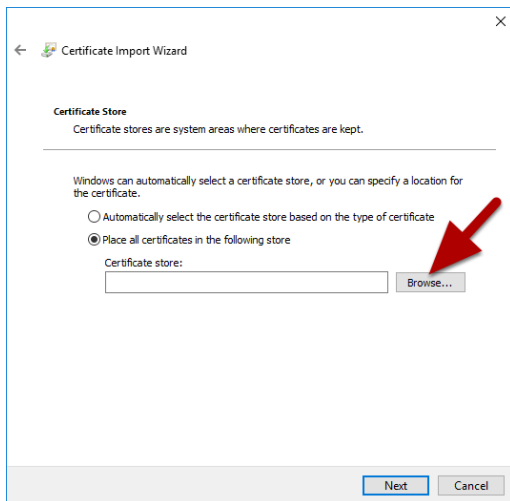 Certificate Import Wizard
Certificate Store
Certificate stores are system areas where certificates are kept.
Windows can automatically select a certificate store, or you can specify a location for
the certificate.
Automatically select the certificate store based on the type of certificate
Place all certificates in the following store
Certificate store:
Browse...
Next Cancel